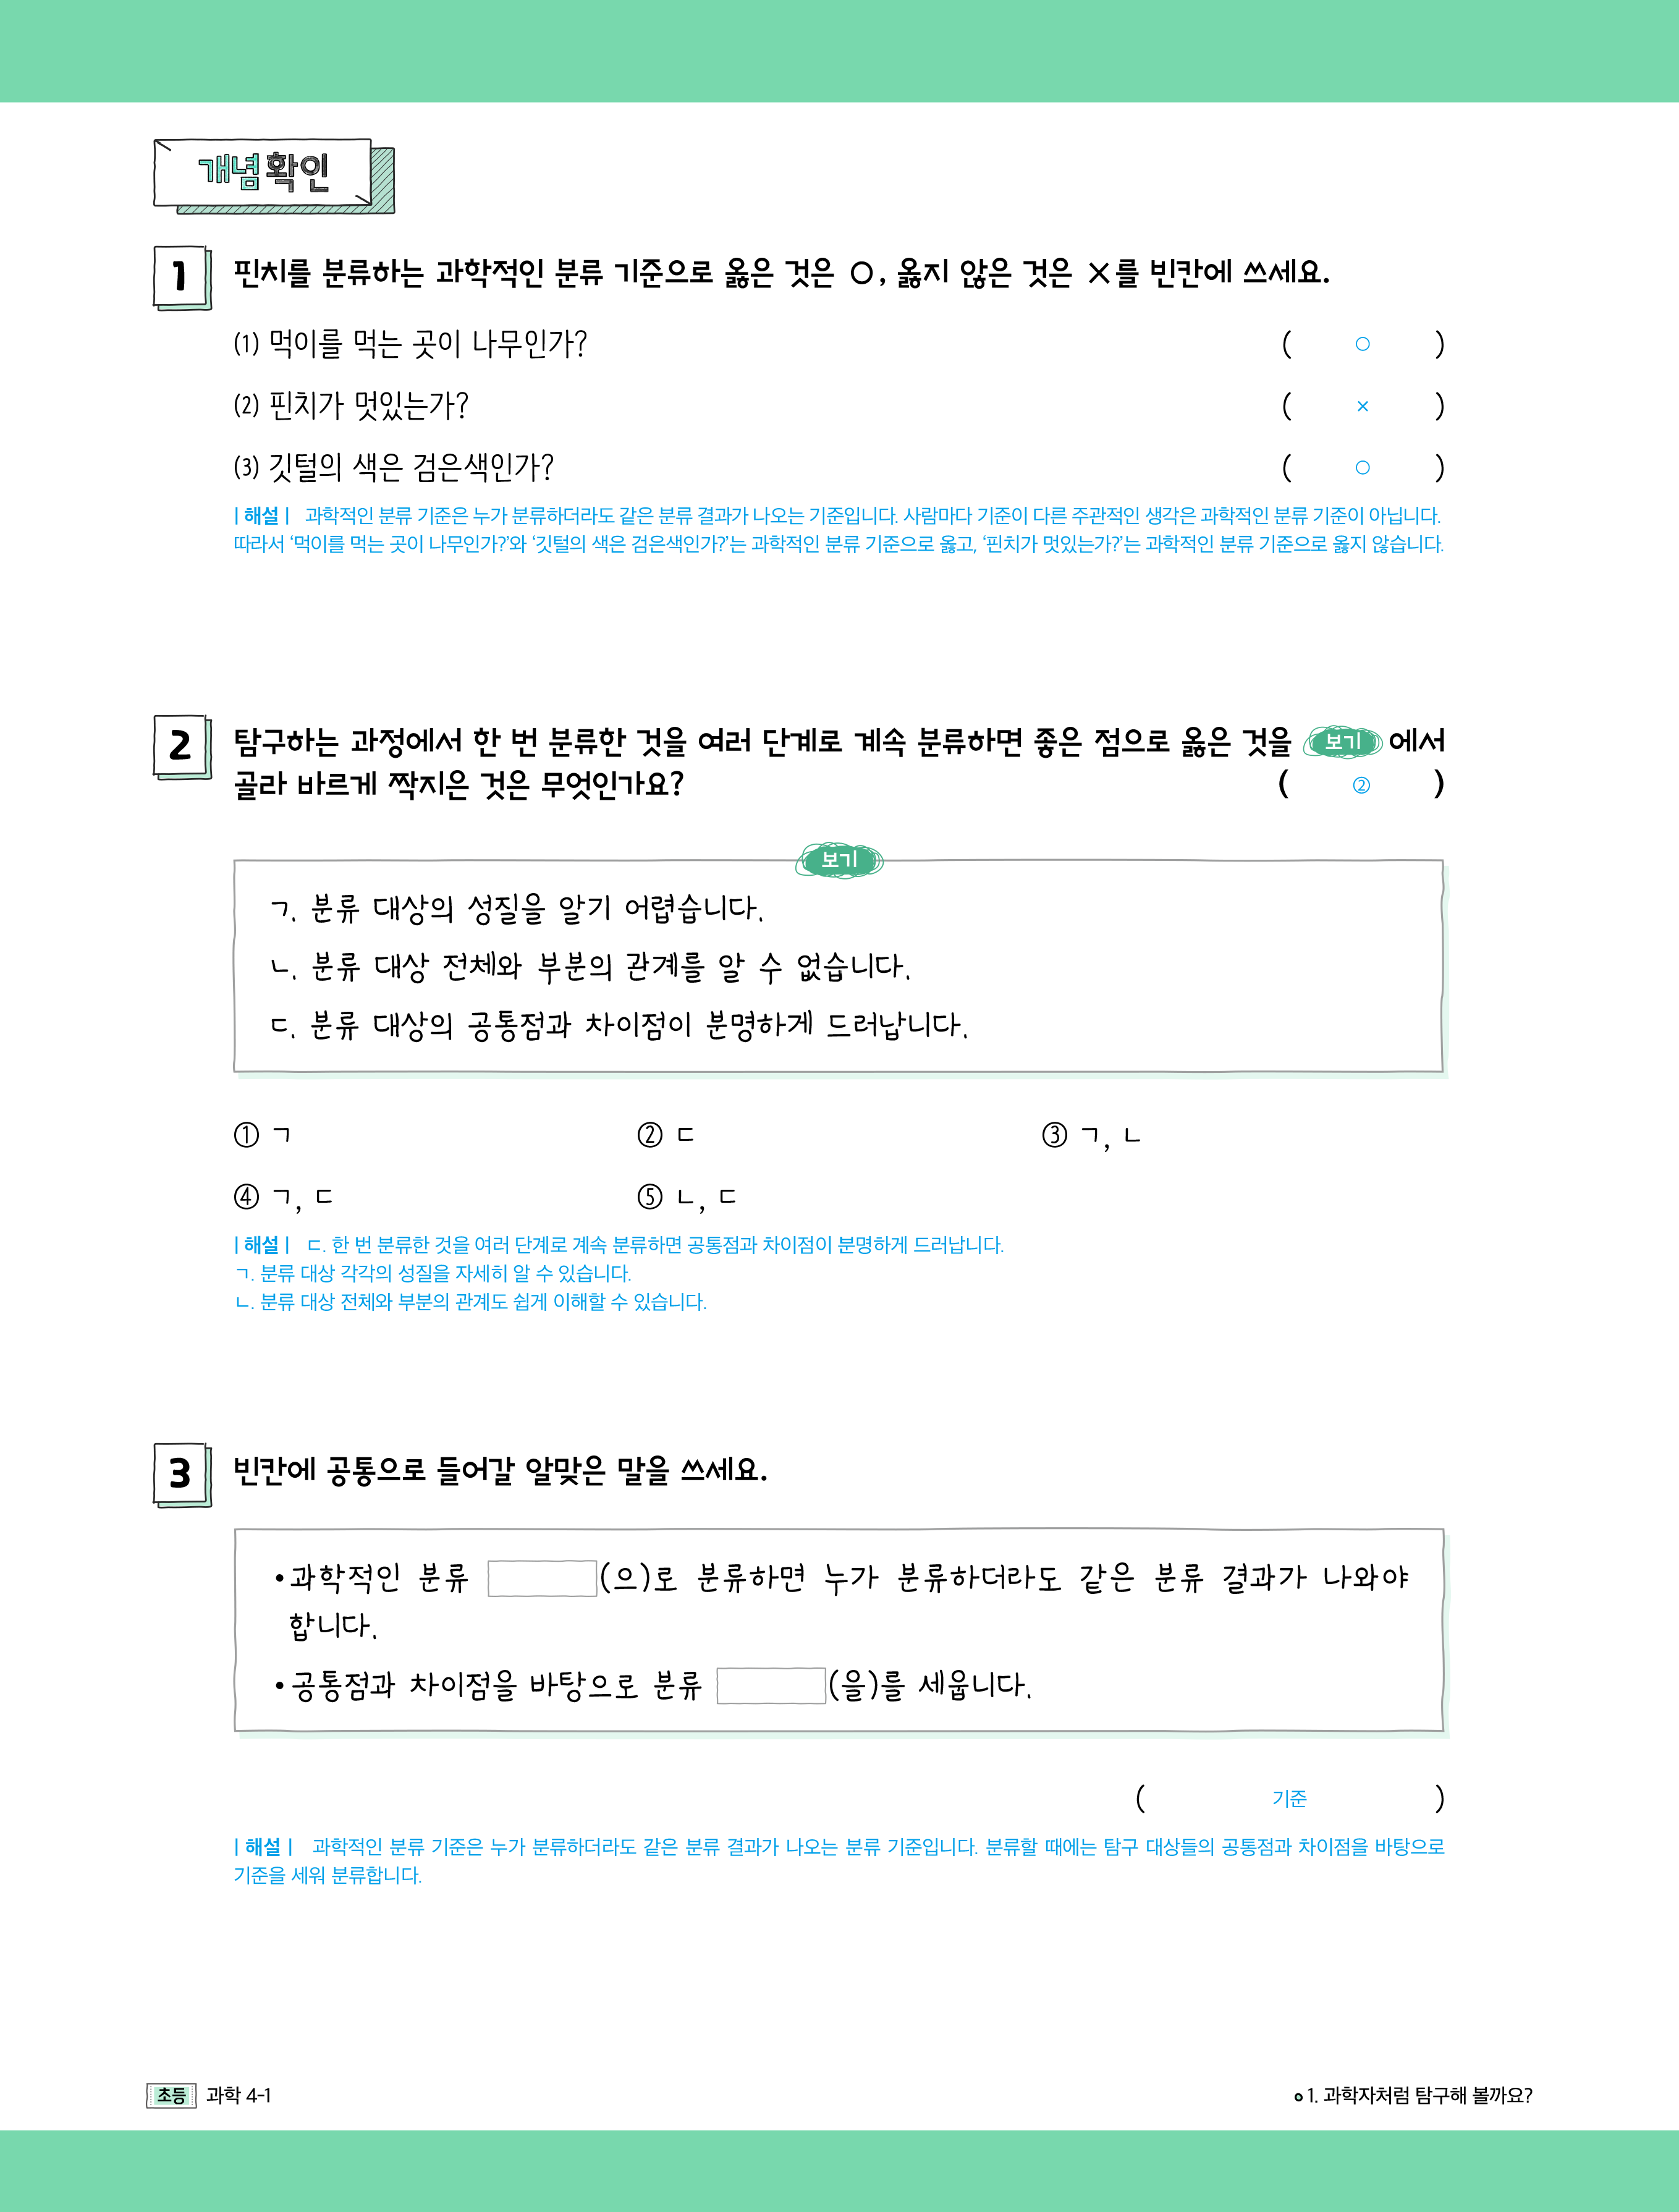 개념확인
1 핀치를 분류하는 과학적인 분류 기준으로 옳은 것은 ○, 옳지 않은 것은 ×를 빈칸에 쓰세요.
(1) 먹이를 먹는 곳이 나무인가? ( ○ )
(2) 핀치가 멋있는가? ( × )
(3) 깃털의 색은 검은색인가? ( ○ )
| 해설 | 과학적인 분류 기준은 누가 분류하더라도 같은 분류 결과가 나오는 기준입니다. 사람마다 기준이 다른 주관적인 생각은 과학적인 분류 기준이 아닙니다.
따라서 ‘먹이를 먹는 곳이 나무인가?’와 ‘깃털의 색은 검은색인가?’는 과학적인 분류 기준으로 옳고, ‘핀치가 멋있는가?’는 과학적인 분류 기준으로 옳지 않습니다.
2 탐구하는 과정에서 한 번 분류한 것을 여러 단계로 계속 분류하면 좋은 점으로 옳은 것을 보기 에서
골라 바르게 짝지은 것은 무엇인가요? ( ② )
보기
ㄱ. 분류 대상의 성질을 알기 어렵습니다.
ㄴ. 분류 대상 전체와 부분의 관계를 알 수 없습니다.
ㄷ. 분류 대상의 공통점과 차이점이 분명하게 드러납니다.
① ㄱ ② ㄷ ③ ㄱ, ㄴ
④ ㄱ, ㄷ ⑤ ㄴ, ㄷ
| 해설 | ㄷ. 한 번 분류한 것을 여러 단계로 계속 분류하면 공통점과 차이점이 분명하게 드러납니다.
ㄱ. 분류 대상 각각의 성질을 자세히 알 수 있습니다.
ㄴ. 분류 대상 전체와 부분의 관계도 쉽게 이해할 수 있습니다.
3 빈칸에 공통으로 들어갈 알맞은 말을 쓰세요.
• 과학적인 분류 (으)로 분류하면 누가 분류하더라도 같은 분류 결과가 나와야
합니다.
• 공통점과 차이점을 바탕으로 분류 (을)를 세웁니다.
( 기준 )
| 해설 | 과학적인 분류 기준은 누가 분류하더라도 같은 분류 결과가 나오는 분류 기준입니다. 분류할 때에는 탐구 대상들의 공통점과 차이점을 바탕으로
기준을 세워 분류합니다.
초등 과학 4-1
1. 과학자처럼 탐구해 볼까요?